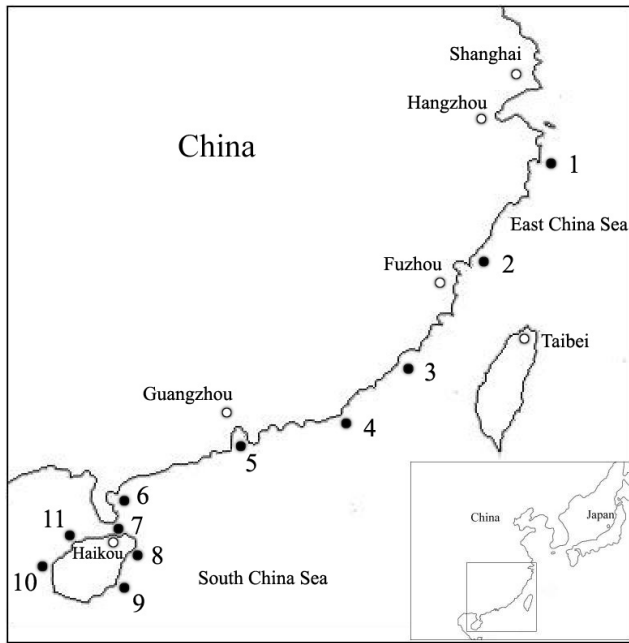 Shanghai
Hangzhou
China
1
East China Sea
Fuzhou
2
Taibei
3
Guangzhou
4
5
6
11
7
Haikou
8
China
Japan
10
South China Sea
9